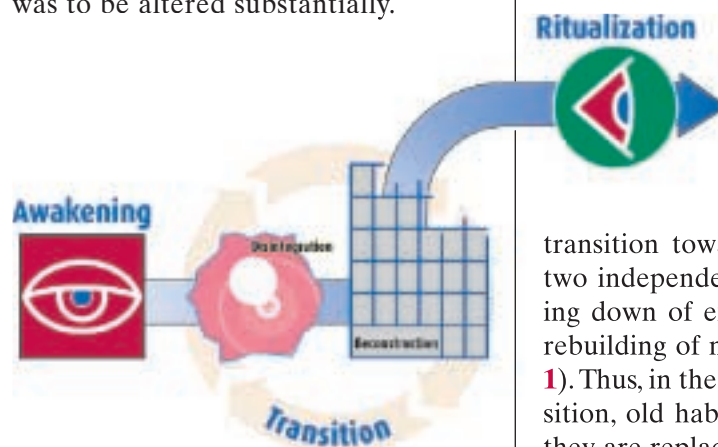 was to be altered substantially.
Ritualization
Awakening
Disintegration
Reconstruction
Transition
transition towa
two independe
ing down of e
rebuilding of n
1). Thus, in the
sition, old hab
they are replac